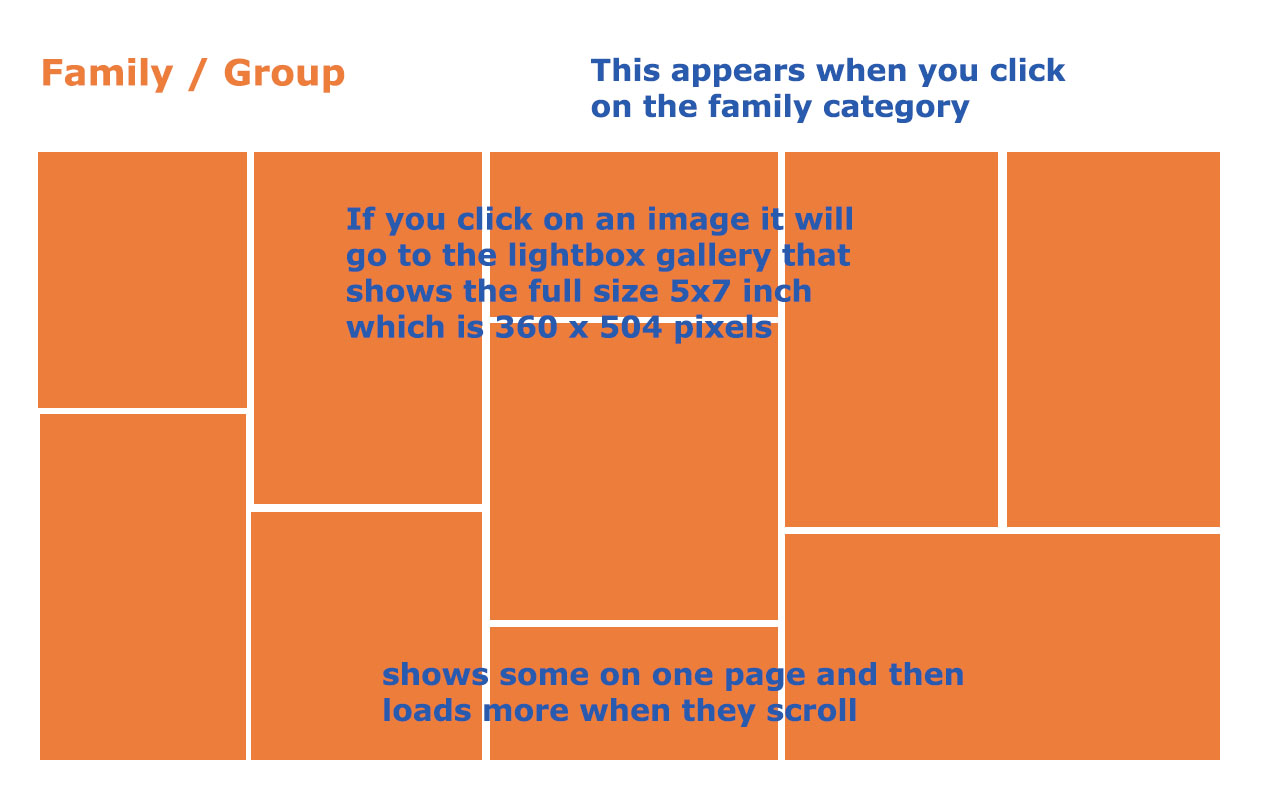 Family / Group
This appears when you click
on the family category
If you click on an image it will
go to the lightbox gallery that
shows the full size 5x7 inch
which is 360 x 504 pixels
shows some on one page and then
loads more when they scroll